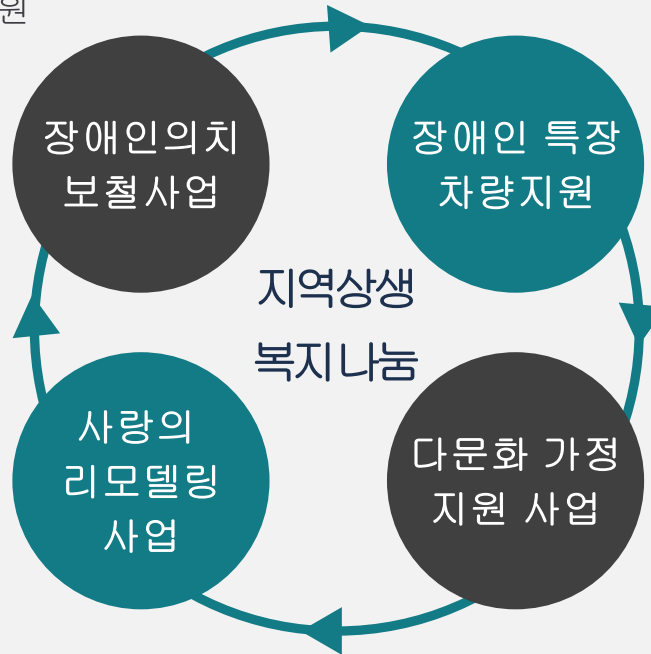 원
장애인의치
보철사업
장애인 특장
차량지원
지역상생
복지나눔
사랑의
리모델링
사업
다문화 가정
지원 사업